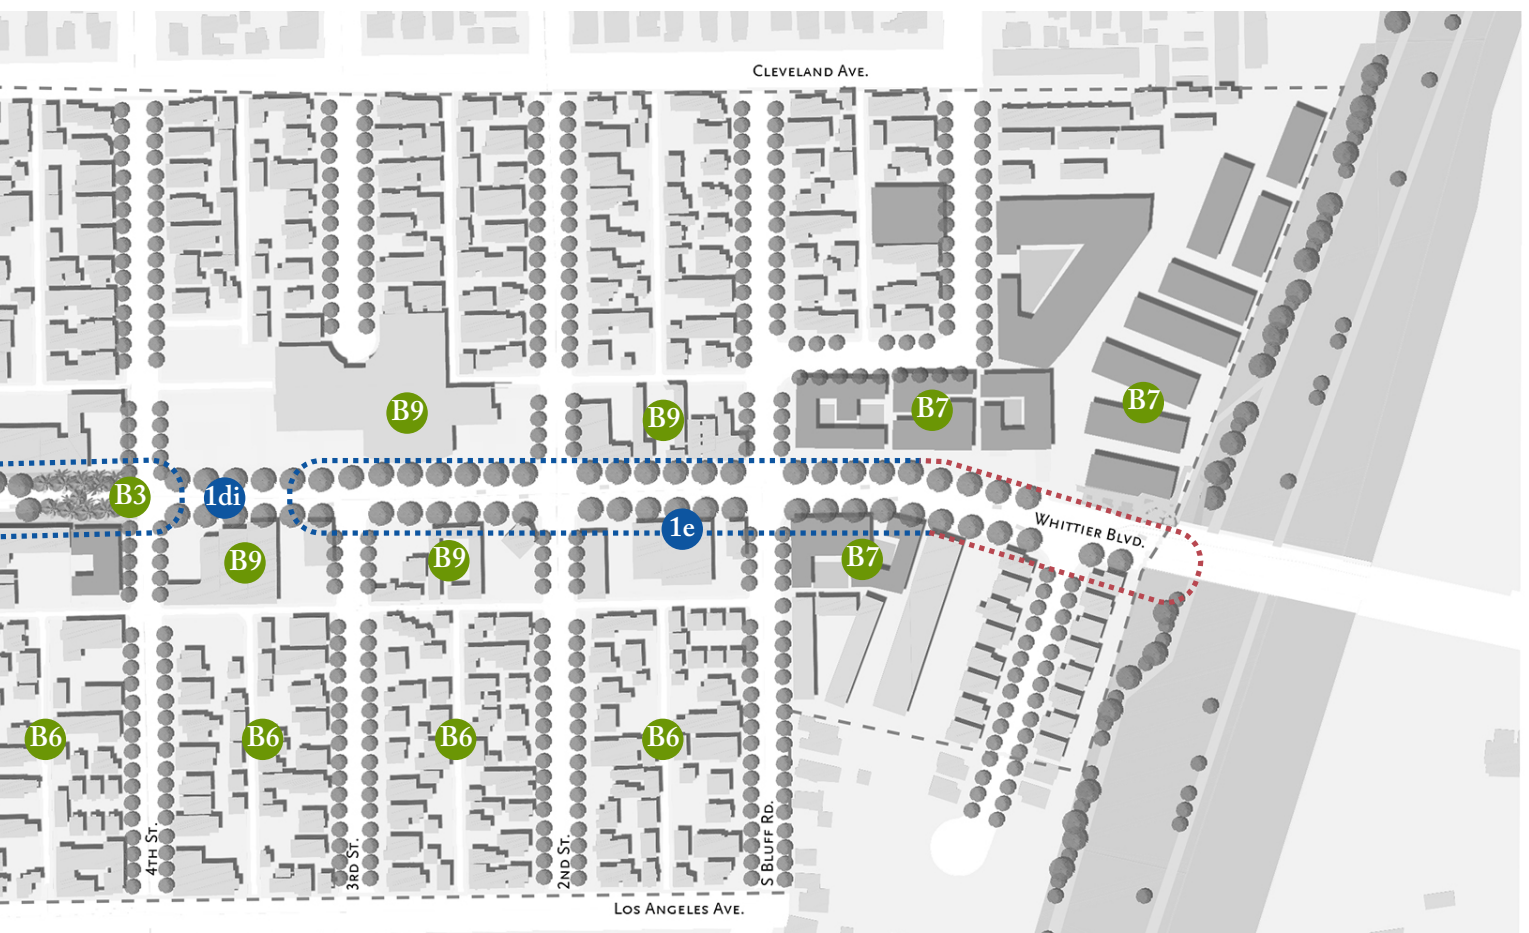 Cleveland Ave.
B7
B9
B9
B7
B3
1di
1e
Whittier Blvd.
B9
B9
B7
B6
B6
B6
B6
4th St.
3rd St.
2nd St.
S Bluff Rd.
Los Angeles Ave.